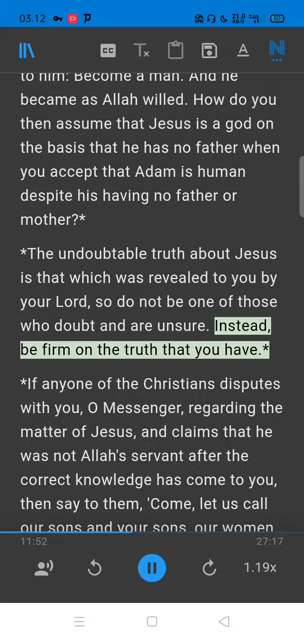 03.12
to him: Become a man. And he
became as Allah willed. How do you
then assume that Jesus is a god on
the basis that he has no father when
you accept that Adam is human
despite his having no father or
mother?*
*The undoubtable truth about Jesus
is that which was revealed to you by
your Lord, so do not be one of those
who doubt and are unsure. Instead,
be firm on the truth that you have.*
*If anyone of the Christians disputes
with you, O Messenger, regarding the
matter of Jesus, and claims that he
was not Allah's servant after the
correct knowledge has come to you,
then say to them, 'Come, let us call
our sons and your sons, our women
11:52 27:17
1.19x